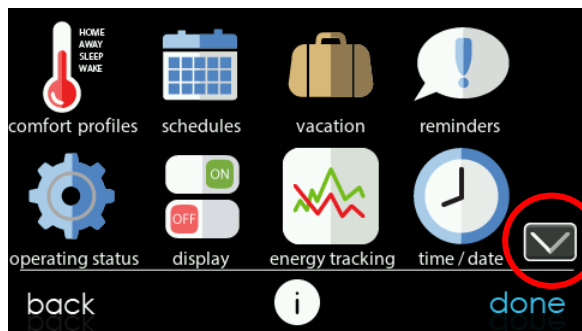 HOME
AWAY
SLEEP
WAKE
comfort profiles schedules vacation reminders
ON
OFF
operating status display energy tracking time / date
back i done